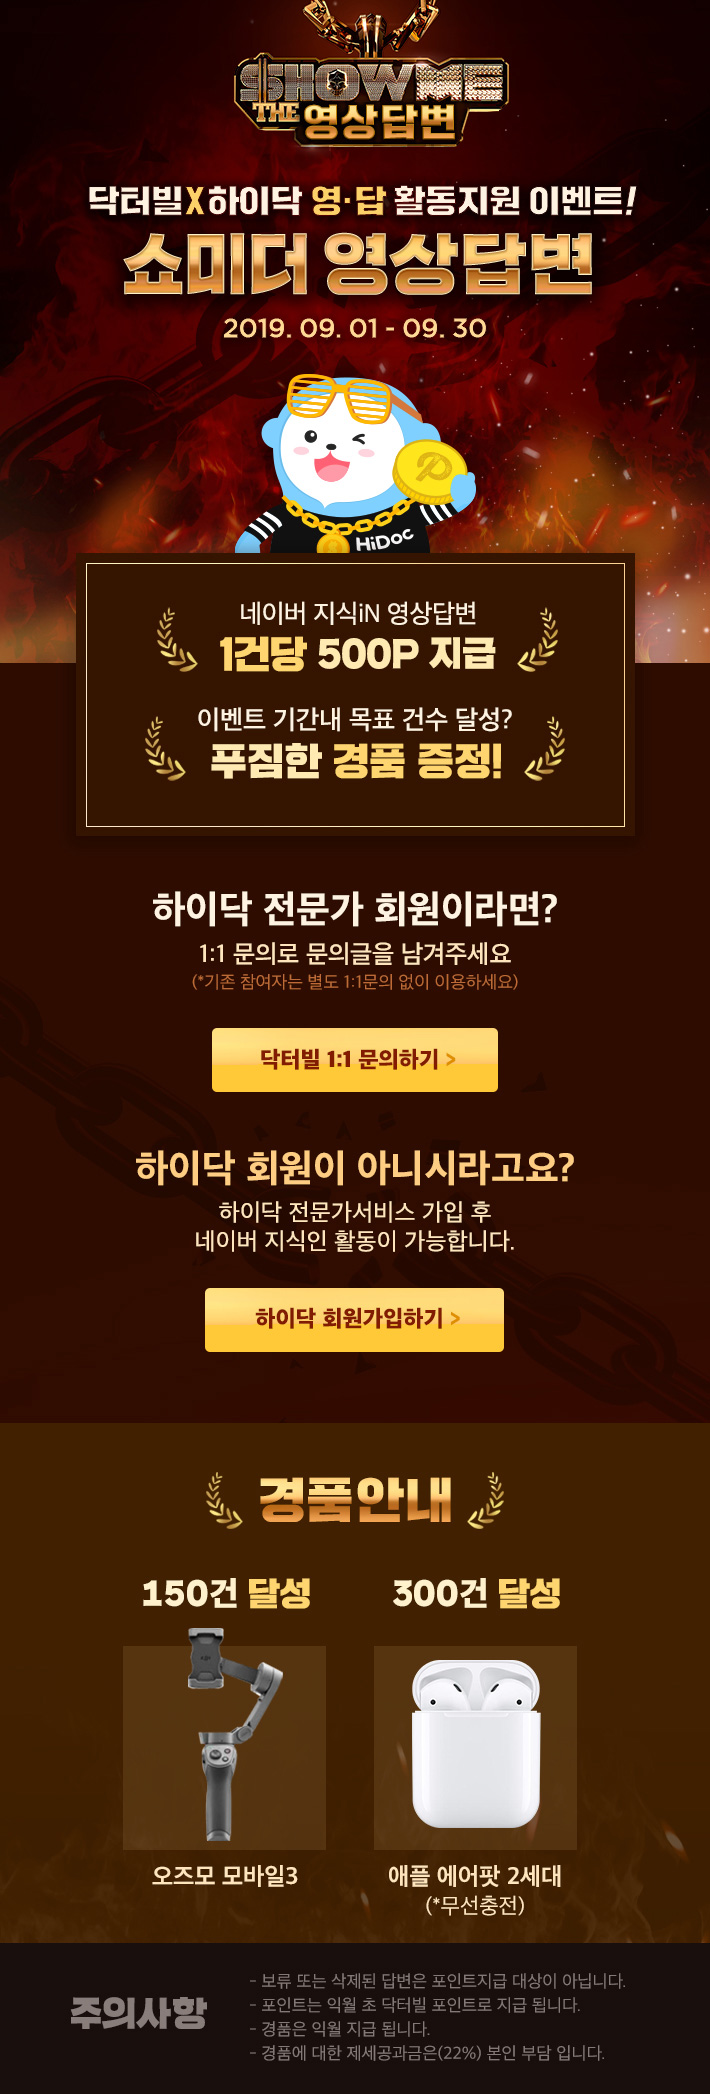 SHOW ME
THE 영상답변
닥터빌X하이닥 영·답 활동지원 이벤트!
쇼미더 영상답변
2019. 09. 01 - 09. 30
P
HiDoc
네이버 지식iN 영상답변
1건당 500P 지급
이벤트 기간내 목표 건수 달성?
푸짐한 경품 증정!
하이닥 전문가 회원이라면?
1:1 문의로 문의글을 남겨주세요
(*기존 참여자는 별도 1:1문의 없이 이용하세요)
닥터빌 1:1 문의하기 >
하이닥 회원이 아니시라고요?
하이닥 전문가서비스 가입 후
네이버 지식인 활동이 가능합니다.
하이닥 회원가입하기 >
경품안내
150건 달성
300건 달성
dji
오즈모 모바일3
애플 에어팟 2세대
(*무선충전)
주의사항
- 보류 또는 삭제된 답변은 포인트지급 대상이 아닙니다.
- 포인트는 익월 초 닥터빌 포인트로 지급 됩니다.
- 경품은 익월 지급 됩니다.
- 경품에 대한 제세공과금은(22%) 본인 부담 입니다.